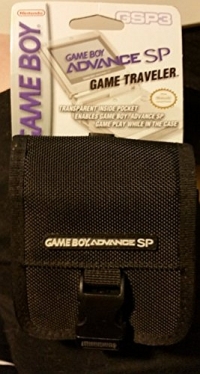 Nintendo
GSP3
GAME BOY
GAME BOY
ADVANCE SP
GAME TRAVELER
TRANSPARENT INSIDE POCKET
ENABLES GAME BOY ADVANCE SP
GAME PLAY WHILE IN THE CASE
GAME BOY ADVANCE SP